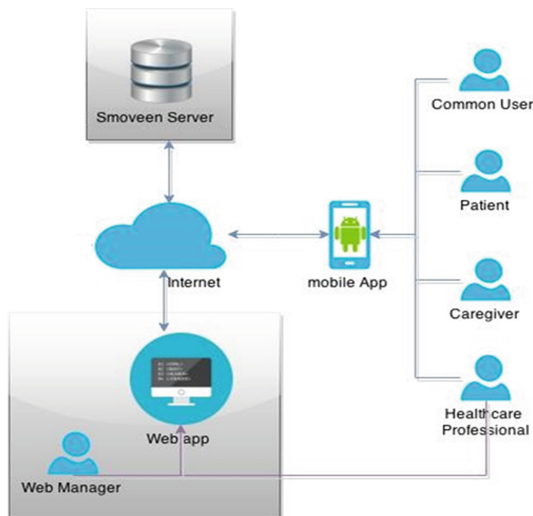 Smoveen Server
Common User
Patient
Internet
mobile App
Caregiver
Web app
Healthcare
Professional
Web Manager